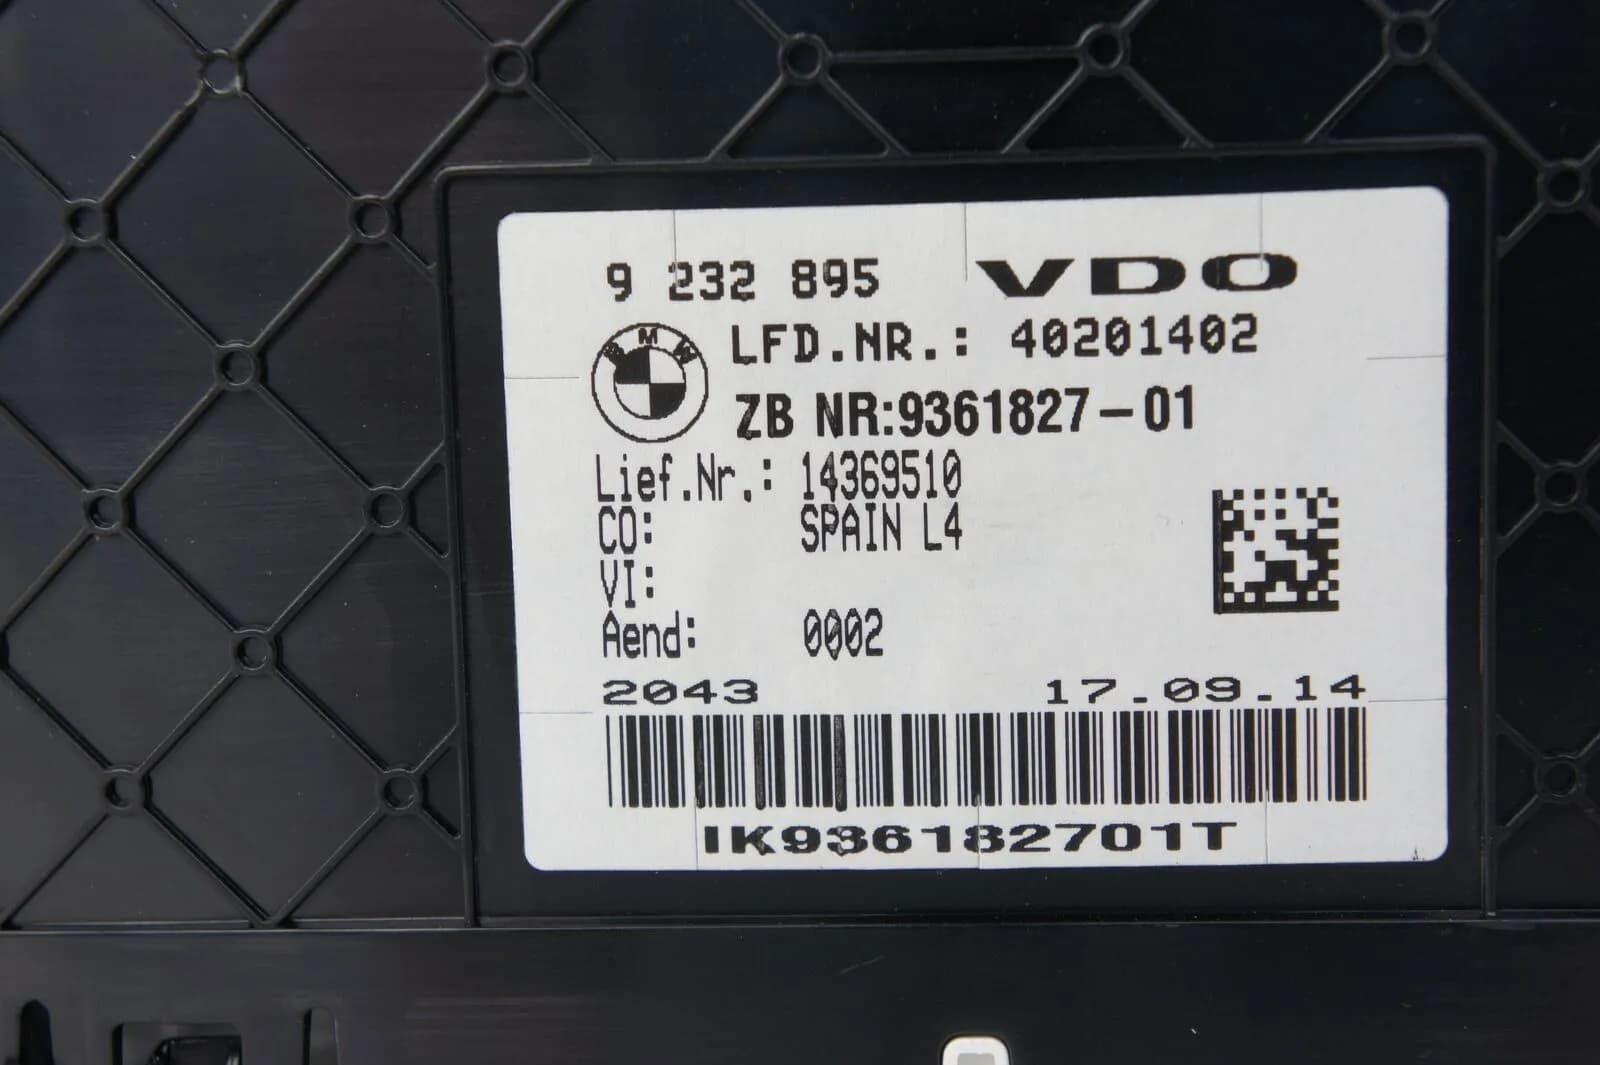 9 232 895 VDO
BMW LFD.NR.: 40201402
ZB NR:9361827-01
Lief.Nr.: 14369510
CO: SPAIN L4
VI:
Aend: 0002
2043 17.09.14
IK936182701T